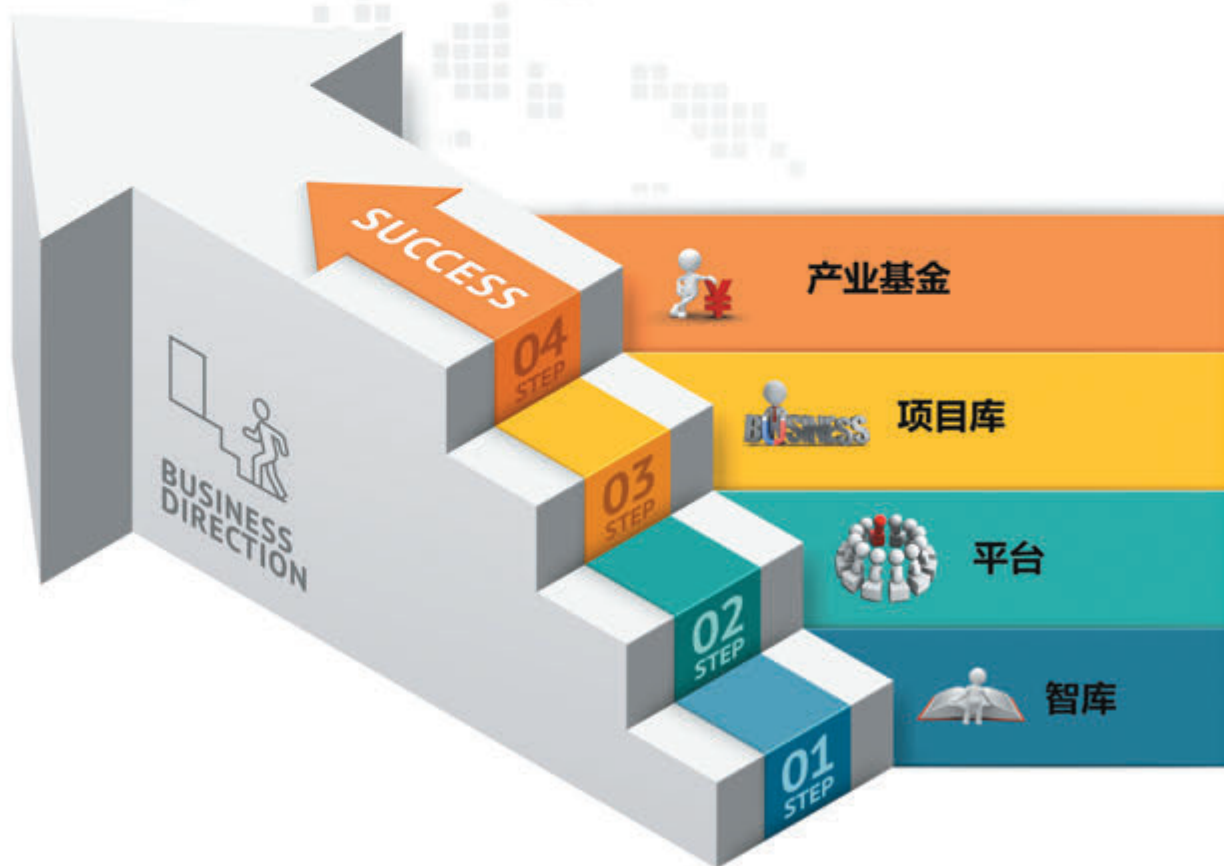 SUCCESS
04
STEP
产业基金
BUSINESS
项目库
03
STEP
BUSINESS
DIRECTION
平台
02
STEP
智库
01
STEP